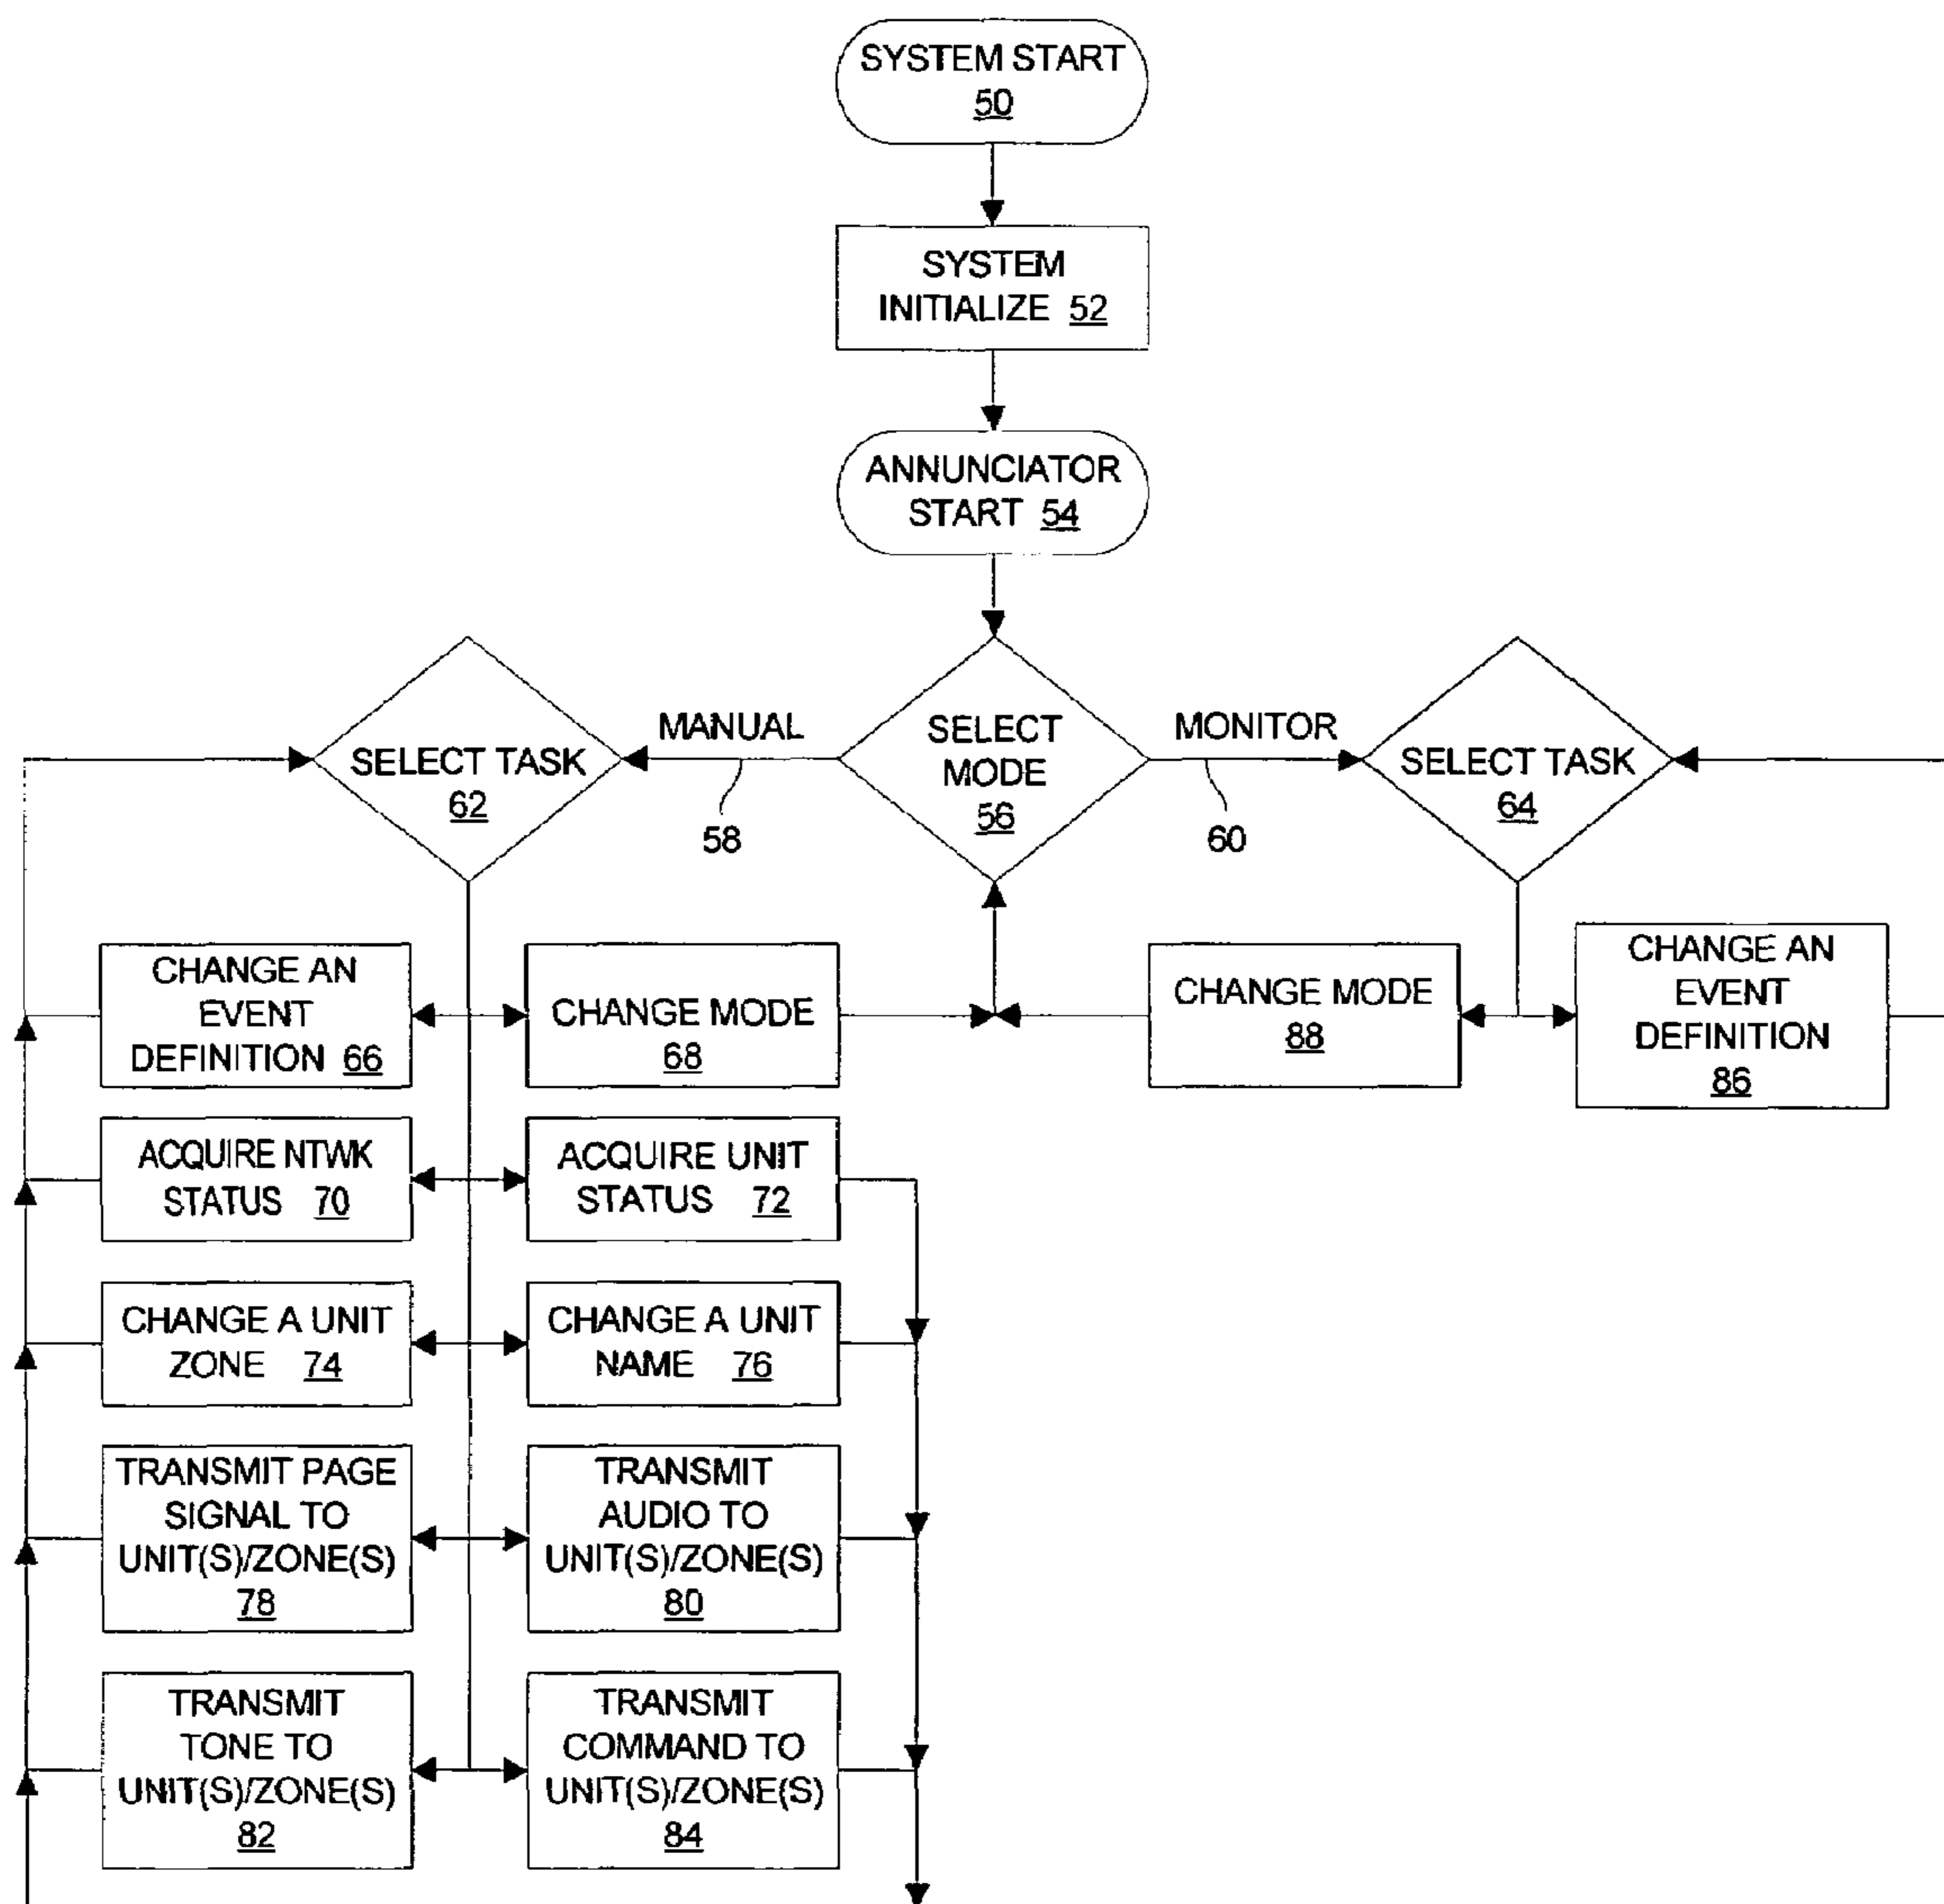 SYSTEM START
50
SYSTEM
INITIALIZE 52
ANNUNCIATOR
START 54
SELECT TASK
62
MANUAL
58
SELECT
MODE
56
MONITOR
60
SELECT TASK
64
CHANGE AN
EVENT
DEFINITION 66
CHANGE MODE
68
CHANGE MODE
88
CHANGE AN
EVENT
DEFINITION
86
ACQUIRE NTWK
STATUS 70
ACQUIRE UNIT
STATUS 72
CHANGE A UNIT
ZONE 74
CHANGE A UNIT
NAME 76
TRANSMIT PAGE
SIGNAL TO
UNIT(S)/ZONE(S)
78
TRANSMIT
AUDIO TO
UNIT(S)/ZONE(S)
80
TRANSMIT
TONE TO
UNIT(S)/ZONE(S)
82
TRANSMIT
COMMAND TO
UNIT(S)/ZONE(S)
84